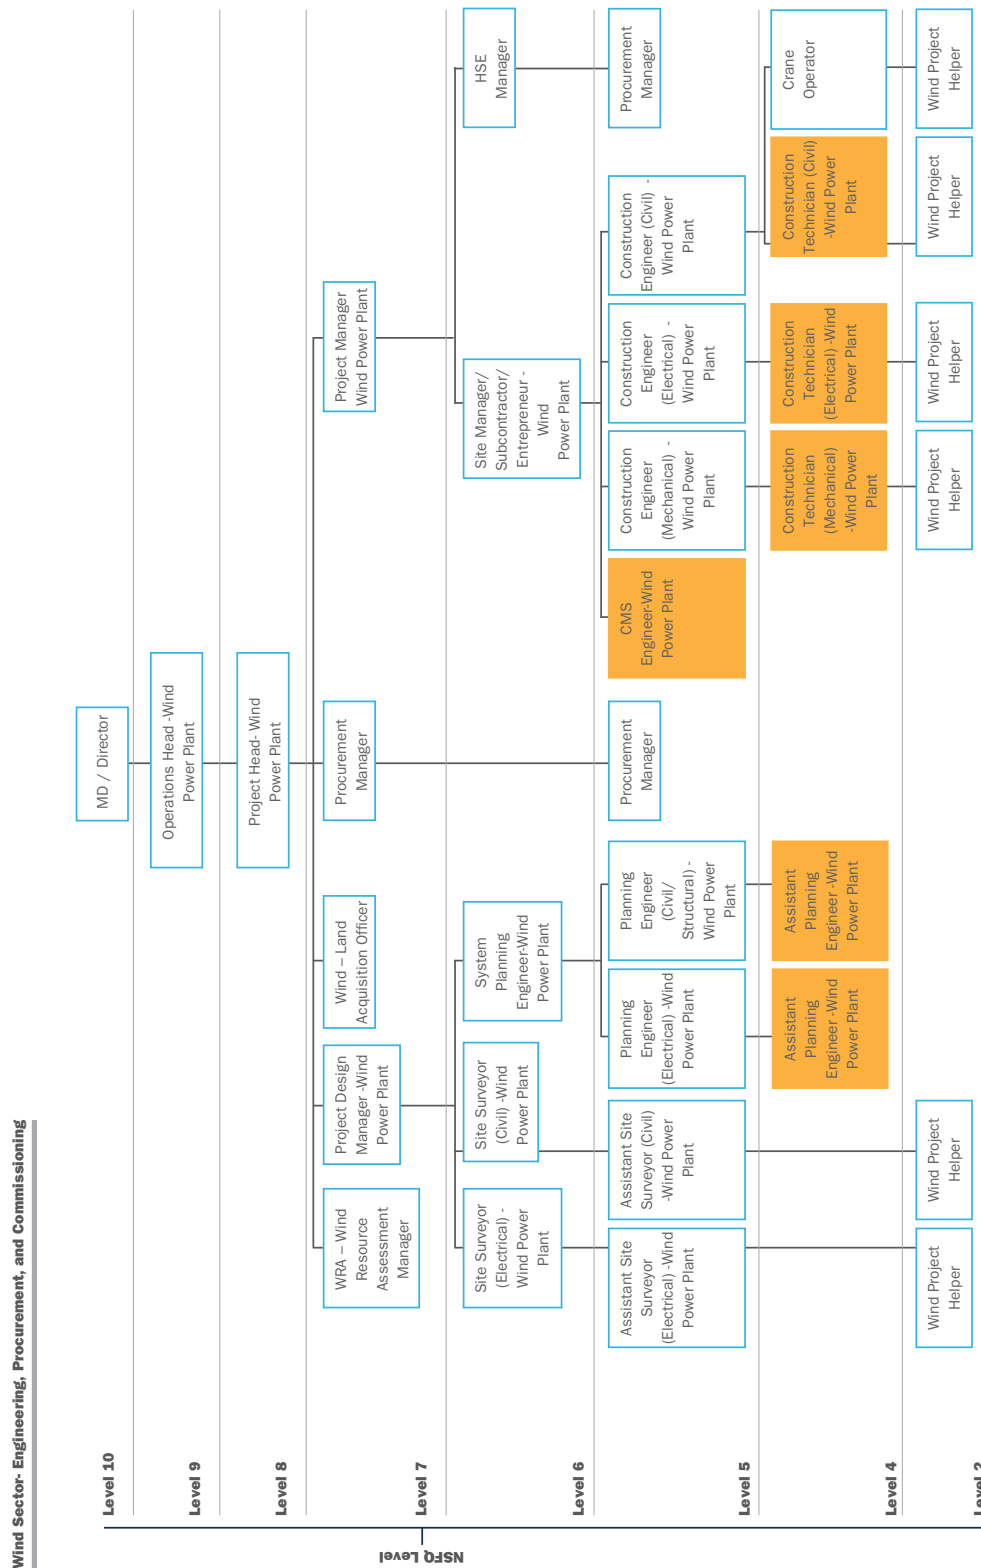 Wind Sector- Engineering, Procurement, and Commissioning
NSFQ Level
Level 10
MD / Director
Level 9
Operations Head -Wind
Power Plant
Level 8
Project Head- Wind
Power Plant
Level 7
WRA – Wind
Resource
Assessment
Manager
Project Design
Manager -Wind
Power Plant
Wind – Land
Acquisition Officer
Procurement
Manager
Project Manager
Wind Power Plant
Level 6
Site Surveyor
(Electrical) -
Wind Power
Plant
Site Surveyor
(Civil) -Wind
Power Plant
System
Planning
Engineer-Wind
Power Plant
Site Manager/
Subcontractor/
Entrepreneur -
Wind
Power Plant
HSE
Manager
Level 5
Assistant Site
Surveyor
(Electrical) -Wind
Power Plant
Assistant Site
Surveyor (Civil)
-Wind Power
Plant
Planning
Engineer
(Electrical) -Wind
Power Plant
Planning
Engineer
(Civil/
Structural) -
Wind Power
Plant
Procurement
Manager
CMS
Engineer-Wind
Power Plant
Construction
Engineer
(Mechanical) -
Wind Power
Plant
Construction
Engineer
(Electrical) -
Wind Power
Plant
Construction
Engineer (Civil) -
Wind Power
Plant
Procurement
Manager
Level 4
Assistant
Planning
Engineer -Wind
Power Plant
Assistant
Planning
Engineer -Wind
Power Plant
Construction
Technician
(Mechanical)
-Wind Power
Plant
Construction
Technician
(Electrical) -Wind
Power Plant
Construction
Technician (Civil)
-Wind Power
Plant
Crane
Operator
Level 2
Wind Project
Helper
Wind Project
Helper
Wind Project
Helper
Wind Project
Helper
Wind Project
Helper
Wind Project
Helper